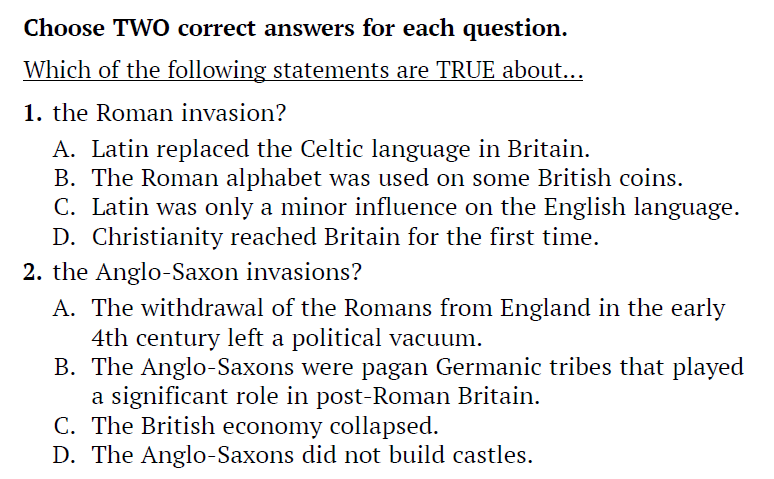 Choose TWO correct answers for each question.
Which of the following statements are TRUE about...
1. the Roman invasion?
A. Latin replaced the Celtic language in Britain.
B. The Roman alphabet was used on some British coins.
C. Latin was only a minor influence on the English language.
D. Christianity reached Britain for the first time.
2. the Anglo-Saxon invasions?
A. The withdrawal of the Romans from England in the early
4th century left a political vacuum.
B. The Anglo-Saxons were pagan Germanic tribes that played
a significant role in post-Roman Britain.
C. The British economy collapsed.
D. The Anglo-Saxons did not build castles.